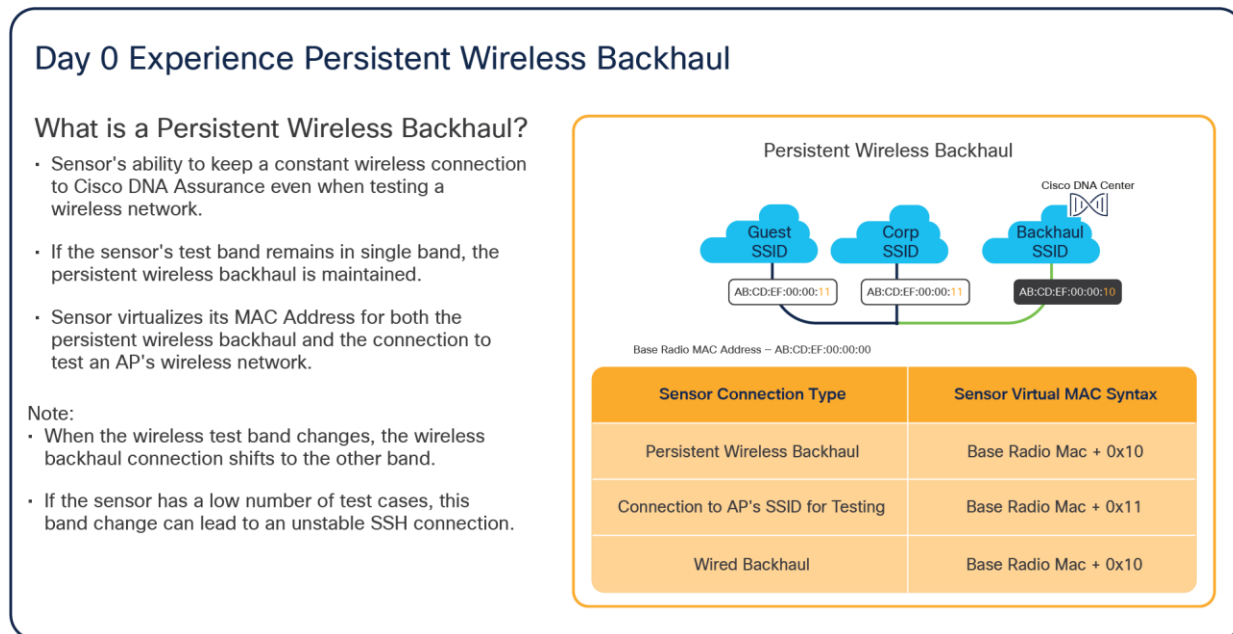 Day 0 Experience Persistent Wireless Backhaul
What is a Persistent Wireless Backhaul?
· Sensor's ability to keep a constant wireless connection
to Cisco DNA Assurance even when testing a
wireless network.
· If the sensor's test band remains in single band, the
persistent wireless backhaul is maintained.
· Sensor virtualizes its MAC Address for both the
persistent wireless backhaul and the connection to
test an AP's wireless network.
Note:
· When the wireless test band changes, the wireless
backhaul connection shifts to the other band.
· If the sensor has a low number of test cases, this
band change can lead to an unstable SSH connection.
Persistent Wireless Backhaul
Cisco DNA Center
Guest
SSID
Corp
SSID
Backhaul
SSID
AB:CD:EF:00:00:11
AB:CD:EF:00:00:11
AB:CD:EF:00:00:10
Base Radio MAC Address – AB:CD:EF:00:00:00
Sensor Connection Type
Sensor Virtual MAC Syntax
Persistent Wireless Backhaul
Base Radio Mac + 0x10
Connection to AP's SSID for Testing
Base Radio Mac + 0x11
Wired Backhaul
Base Radio Mac + 0x10